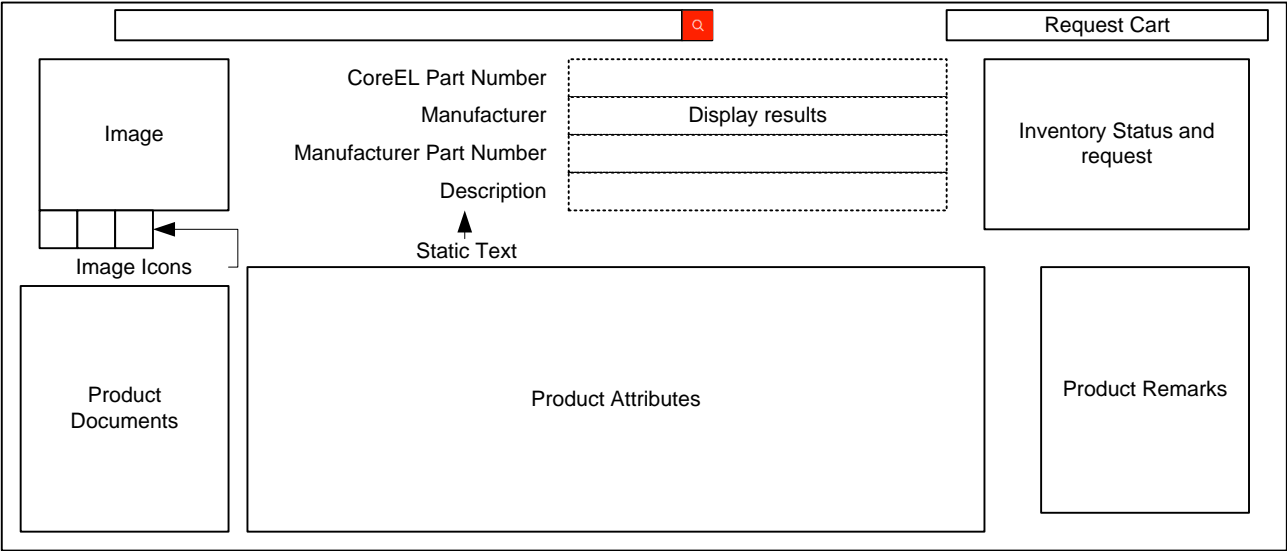 Request Cart
CoreEL Part Number
Image
Manufacturer
Display results
Inventory Status and
request
Manufacturer Part Number
Description
Static Text
Image Icons
Product
Documents
Product Attributes
Product Remarks